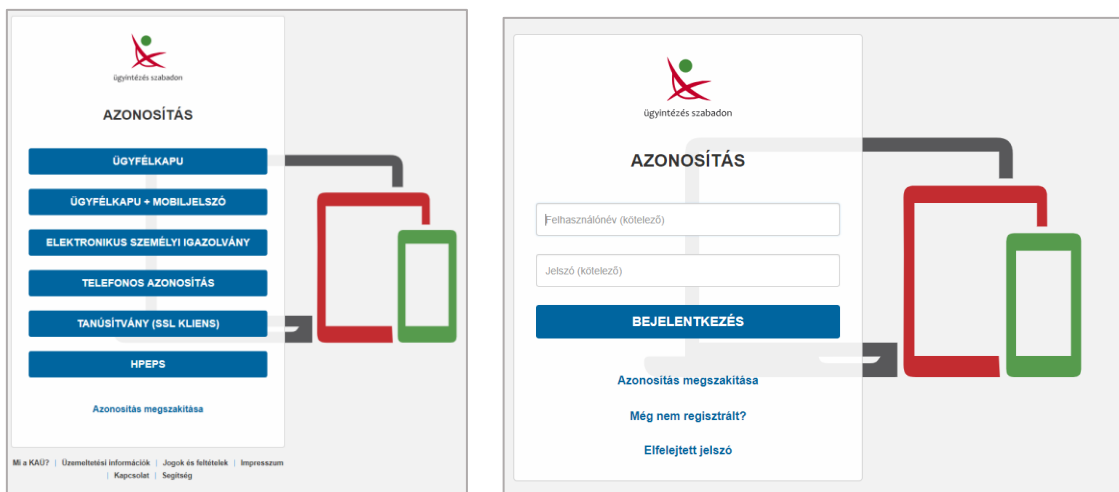 ügyintézés szabadon
AZONOSÍTÁS
ÜGYFÉLKAPU
ÜGYFÉLKAPU + MOBILJELSZÓ
ELEKTRONIKUS SZEMÉLYI IGAZOLVÁNY
TELEFONOS AZONOSÍTÁS
TANÚSÍTVÁNY (SSL KLIENS)
HPEPS
Azonosítás megszakítása
Mi a KAÜ? | Üzemeltetési információk | Jogok és feltételek | Impresszum
| Kapcsolat | Segítség
ügyintézés szabadon
AZONOSÍTÁS
Felhasználónév (kötelező)
Jelszó (kötelező)
BEJELENTKEZÉS
Azonosítás megszakítása
Még nem regisztrált?
Elfelejtett jelszó